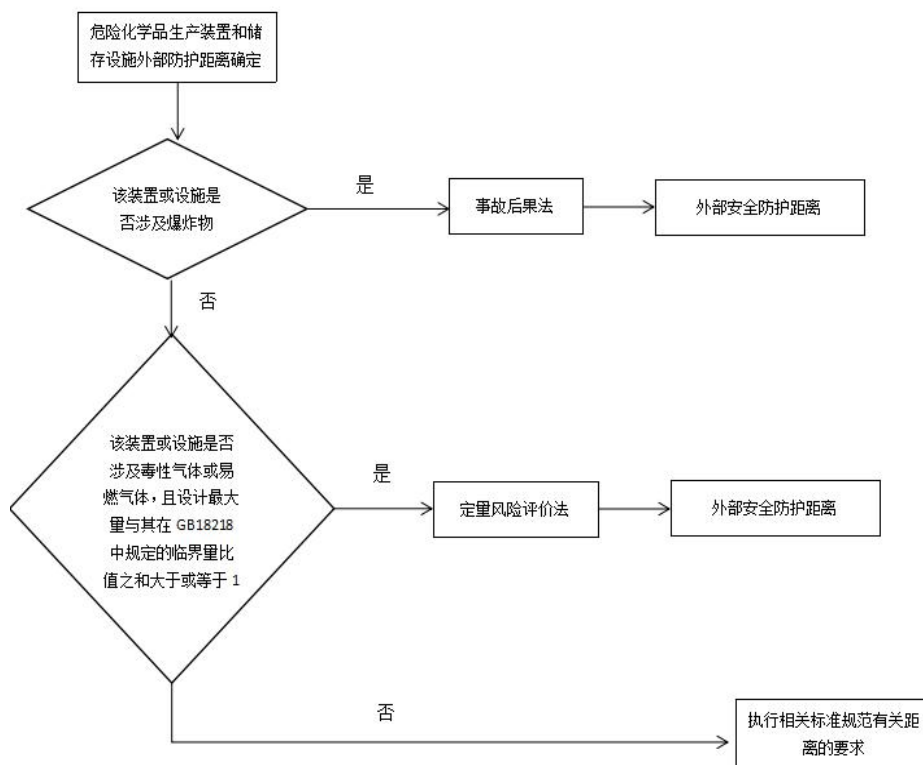 危险化学品生产装置和储
存设施外部防护距离确定
该装置或设施是
否涉及爆炸物
是
事故后果法
外部安全防护距离
否
该装置或设施是否
涉及毒性气体或易
燃气体，且设计最大
量与其在 GB18218
中规定的临界量比
值之和大于或等于 1
是
定量风险评价法
外部安全防护距离
否
执行相关标准规范有关距
离的要求